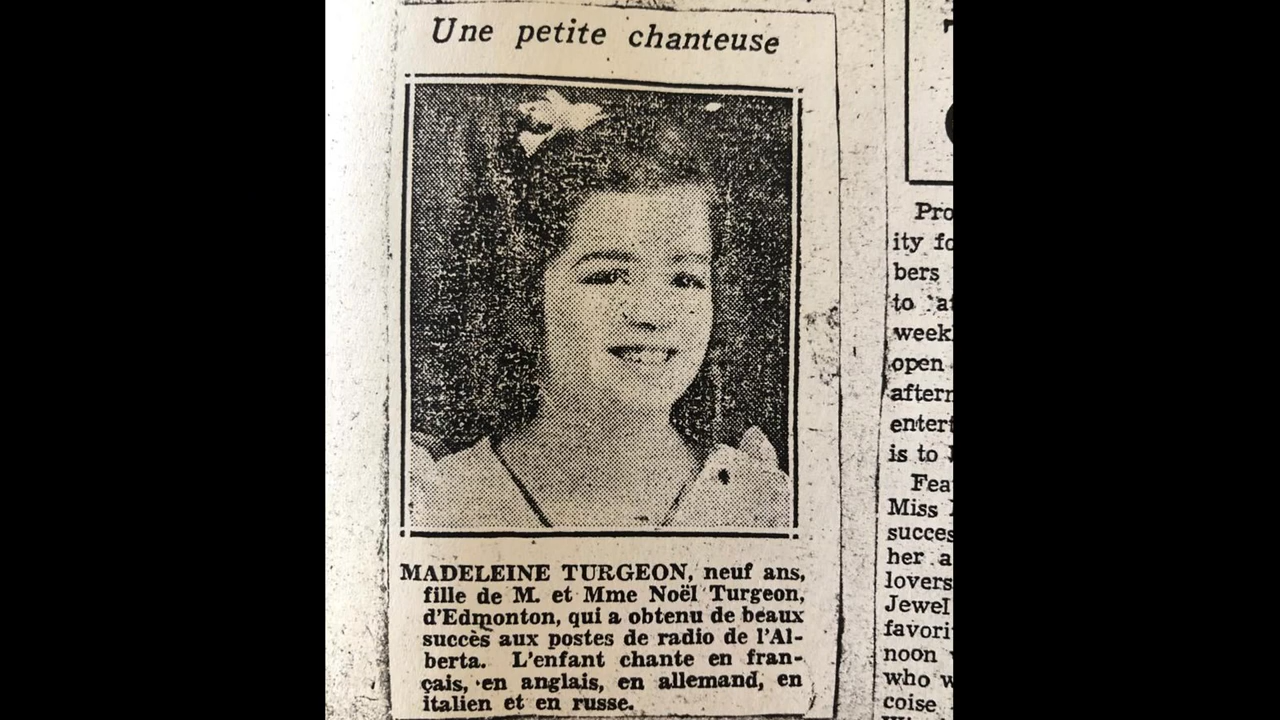 Une petite chanteuse
MADELEINE TURGEON, neuf ans,
fille de M. et Mme Noël Turgeon,
d'Edmonton, qui a obtenu de beaux
succès aux postes de radio de l'Al-
berta. L'enfant chante en fran-
çais, en anglais, en allemand, en
italien et en russe.
Pro
ity fo
bers
to a
week
open
aftern
entert
is to
Fea
Miss
succes
her a
lovers
Jewel
favori
noon
who w
coise